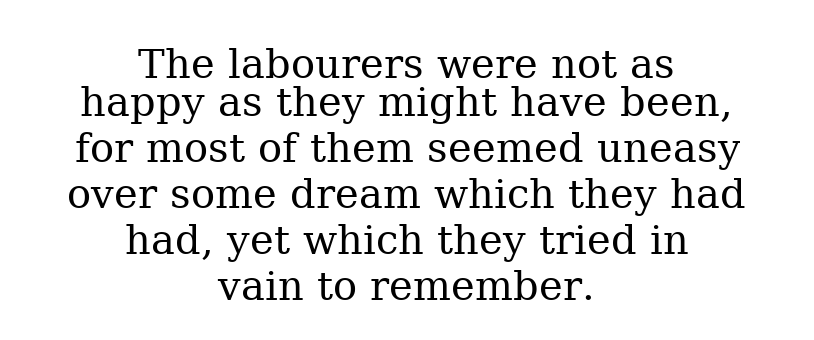 The labourers were not as
happy as they might have been,
for most of them seemed uneasy
over some dream which they had
had, yet which they tried in
vain to remember.